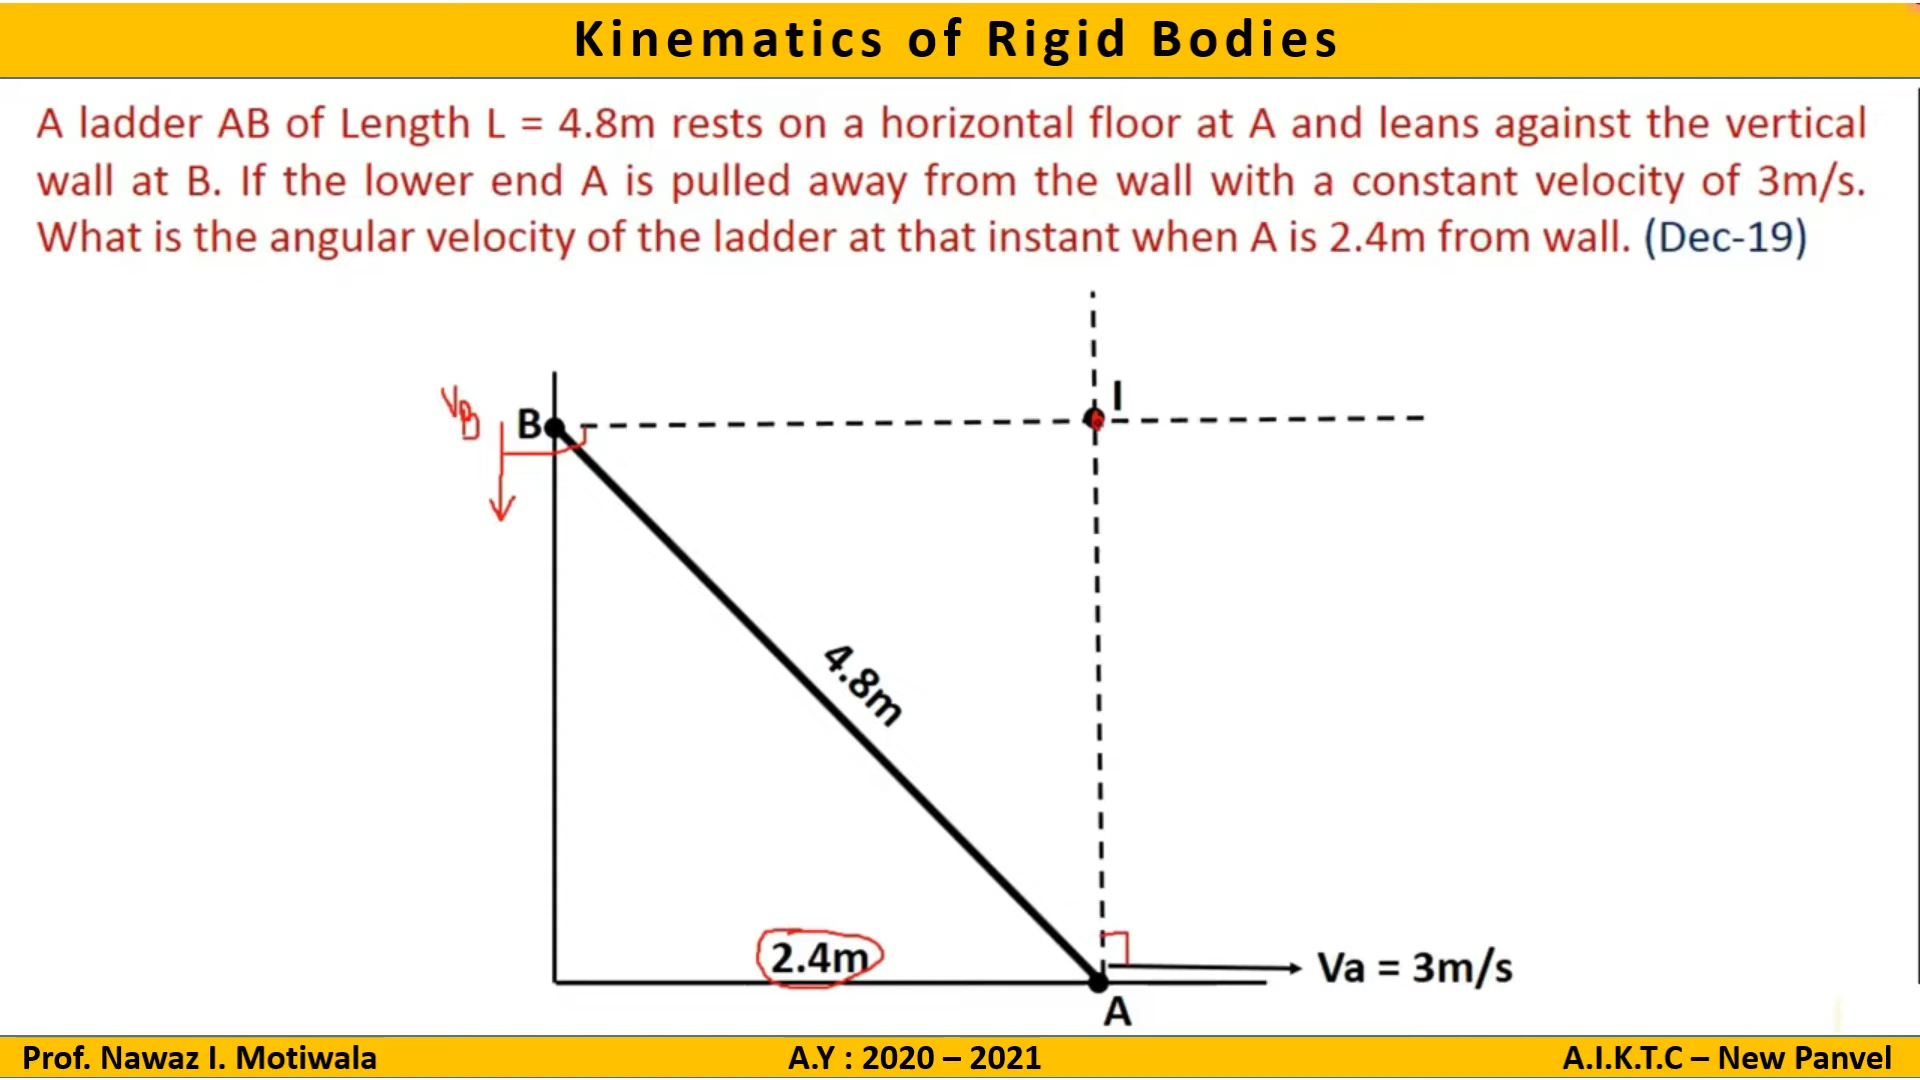 Kinematics of Rigid Bodies
A ladder AB of Length L = 4.8m rests on a horizontal floor at A and leans against the vertical
wall at B. If the lower end A is pulled away from the wall with a constant velocity of 3m/s.
What is the angular velocity of the ladder at that instant when A is 2.4m from wall. (Dec-19)
I
VB
B
4.8m
2.4m
Va = 3m/s
A
Prof. Nawaz I. Motiwala
A.Y : 2020 – 2021
A.I.K.T.C – New Panvel